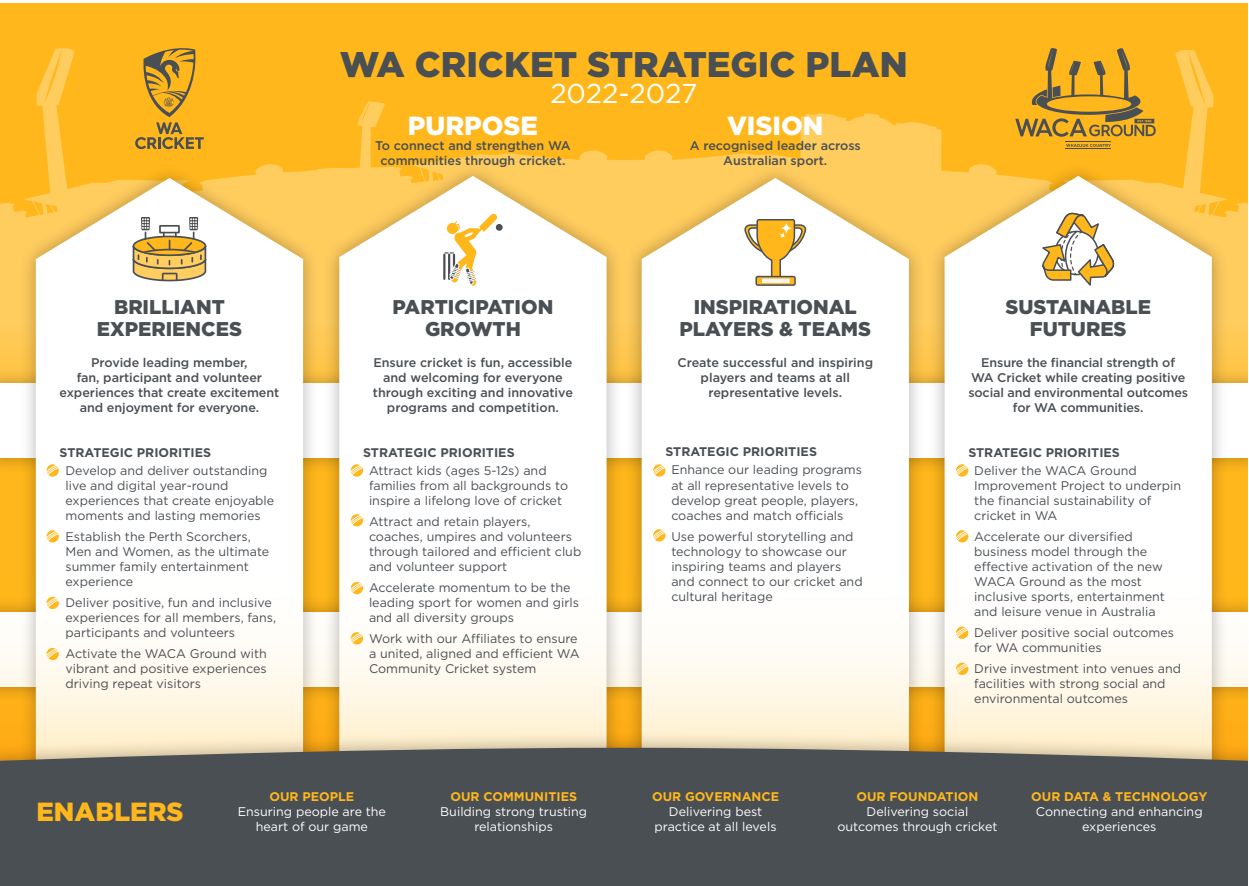 WA CRICKET STRATEGIC PLAN
2022-2027
WA
CRICKET
PURPOSE
To connect and strengthen WA
communities through cricket.
VISION
A recognised leader across
Australian sport.
WACA GROUND
EST 1890
WHADJUK COUNTRY
BRILLIANT
EXPERIENCES
Provide leading member,
fan, participant and volunteer
experiences that create excitement
and enjoyment for everyone.
STRATEGIC PRIORITIES
Develop and deliver outstanding
live and digital year-round
experiences that create enjoyable
moments and lasting memories
Establish the Perth Scorchers,
Men and Women, as the ultimate
summer family entertainment
experience
Deliver positive, fun and inclusive
experiences for all members, fans,
participants and volunteers
Activate the WACA Ground with
vibrant and positive experiences
driving repeat visitors
PARTICIPATION
GROWTH
Ensure cricket is fun, accessible
and welcoming for everyone
through exciting and innovative
programs and competition.
STRATEGIC PRIORITIES
Attract kids (ages 5-12s) and
families from all backgrounds to
inspire a lifelong love of cricket
Attract and retain players,
coaches, umpires and volunteers
through tailored and efficient club
and volunteer support
Accelerate momentum to be the
leading sport for women and girls
and all diversity groups
Work with our Affiliates to ensure
a united, aligned and efficient WA
Community Cricket system
INSPIRATIONAL
PLAYERS & TEAMS
Create successful and inspiring
players and teams at all
representative levels.
STRATEGIC PRIORITIES
Enhance our leading programs
at all representative levels to
develop great people, players,
coaches and match officials
Use powerful storytelling and
technology to showcase our
inspiring teams and players
and connect to our cricket and
cultural heritage
SUSTAINABLE
FUTURES
Ensure the financial strength of
WA Cricket while creating positive
social and environmental outcomes
for WA communities.
STRATEGIC PRIORITIES
Deliver the WACA Ground
Improvement Project to underpin
the financial sustainability of
cricket in WA
Accelerate our diversified
business model through the
effective activation of the new
WACA Ground as the most
inclusive sports, entertainment
and leisure venue in Australia
Deliver positive social outcomes
for WA communities
Drive investment into venues and
facilities with strong social and
environmental outcomes
ENABLERS
OUR PEOPLE
Ensuring people are the
heart of our game
OUR COMMUNITIES
Building strong trusting
relationships
OUR GOVERNANCE
Delivering best
practice at all levels
OUR FOUNDATION
Delivering social
outcomes through cricket
OUR DATA & TECHNOLOGY
Connecting and enhancing
experiences